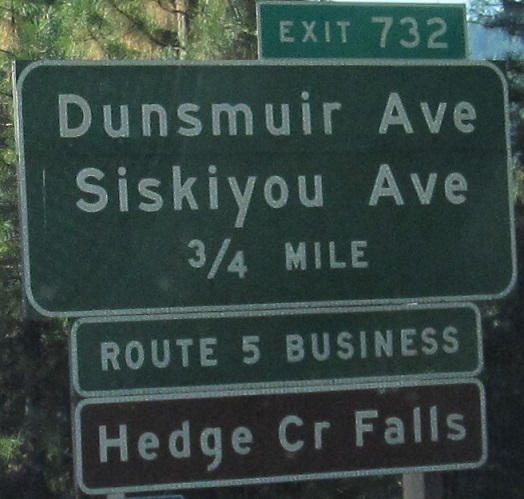 EXIT 732
Dunsmuir Ave
Siskiyou Ave
3/4 MILE
ROUTE 5 BUSINESS
Hedge Cr Falls